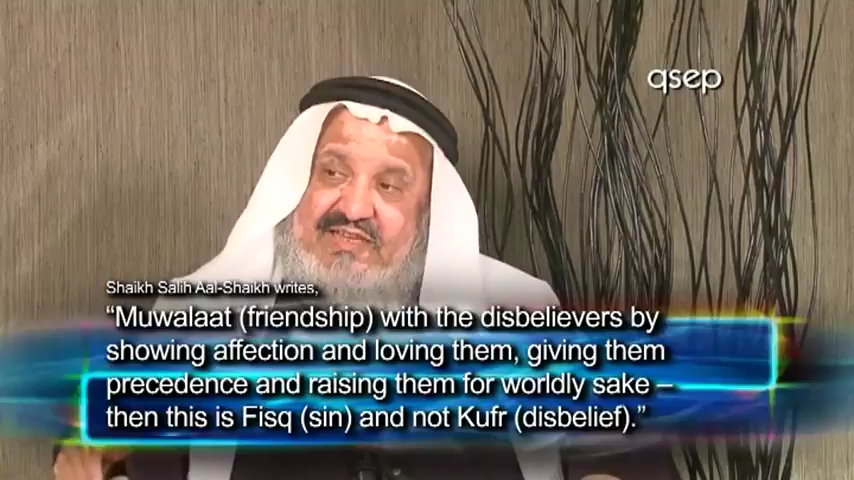 qsep
Shaikh Salih Aal-Shaikh writes,
“Muwalaat (friendship) with the disbelievers by
showing affection and loving them, giving them
precedence and raising them for worldly sake –
then this is Fisq (sin) and not Kufr (disbelief).”